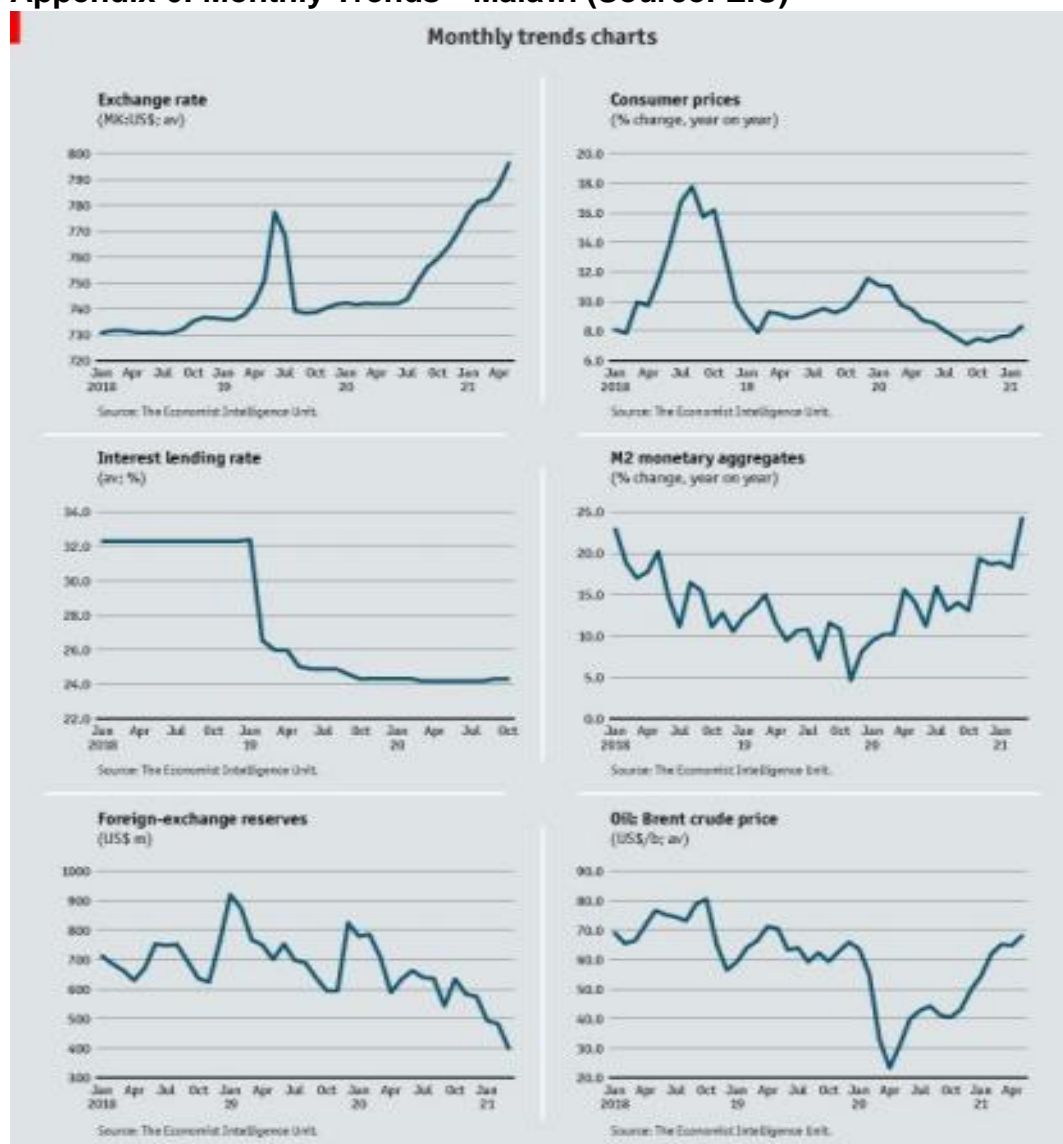 Appendix 6: Monthly Trends - Malawi (Source: EIU)
Monthly trends charts
Exchange rate
(MK:US$; av)
800
790
780
770
760
750
740
730
720
Jan Apr Jul Oct Jan Apr Jul Oct Jan Apr Jul Oct Jan Apr
2018 19 20 21
Source: The Economist Intelligence Unit.
Consumer prices
(% change, year on year)
20.0
18.0
16.0
14.0
12.0
10.0
8.0
6.0
Jan Apr Jul Oct Jan Apr Jul Oct Jan Apr Jul Oct Jan
2018 19 20 21
Source: The Economist Intelligence Unit.
Interest lending rate
(av; %)
34.0
32.0
30.0
28.0
26.0
24.0
22.0
Jan Apr Jul Oct Jan Apr Jul Oct Jan Apr Jul Oct
2018 19 20
Source: The Economist Intelligence Unit.
M2 monetary aggregates
(% change, year on year)
25.0
20.0
15.0
10.0
5.0
0.0
Jan Apr Jul Oct Jan Apr Jul Oct Jan Apr Jul Oct Jan
2018 19 20 21
Source: The Economist Intelligence Unit.
Foreign-exchange reserves
(US$ m)
1000
900
800
700
600
500
400
300
Jan Apr Jul Oct Jan Apr Jul Oct Jan Apr Jul Oct Jan
2018 19 20 21
Source: The Economist Intelligence Unit.
Oil: Brent crude price
(US$/b; av)
90.0
80.0
70.0
60.0
50.0
40.0
30.0
20.0
Jan Apr Jul Oct Jan Apr Jul Oct Jan Apr Jul Oct Jan Apr
2018 19 20 21
Source: The Economist Intelligence Unit.